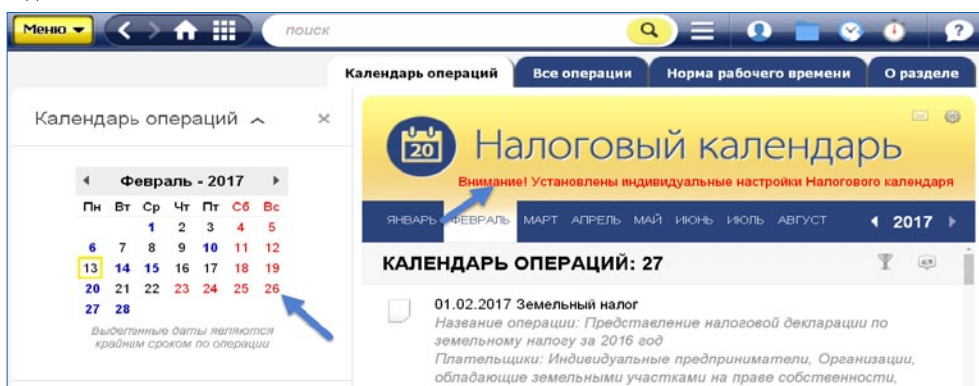 Меню
поиск
Календарь операций
Все операции
Норма рабочего времени
О разделе
Календарь операций
Февраль - 2017
Пн Вт Ср Чт Пт Сб Вс
1 2 3 4 5
6 7 8 9 10 11 12
13 14 15 16 17 18 19
20 21 22 23 24 25 26
27 28
Выделенные даты являются
крайним сроком по операции
20
Налоговый календарь
Внимание! Установлены индивидуальные настройки Налогового календаря
ЯНВАРЬ ФЕВРАЛЬ МАРТ АПРЕЛЬ МАЙ ИЮНЬ ИЮЛЬ АВГУСТ 2017
КАЛЕНДАРЬ ОПЕРАЦИЙ: 27
01.02.2017 Земельный налог
Название операции: Представление налоговой декларации по
земельному налогу за 2016 год
Плательщики: Индивидуальные предприниматели, Организации,
обладающие земельными участками на праве собственности,